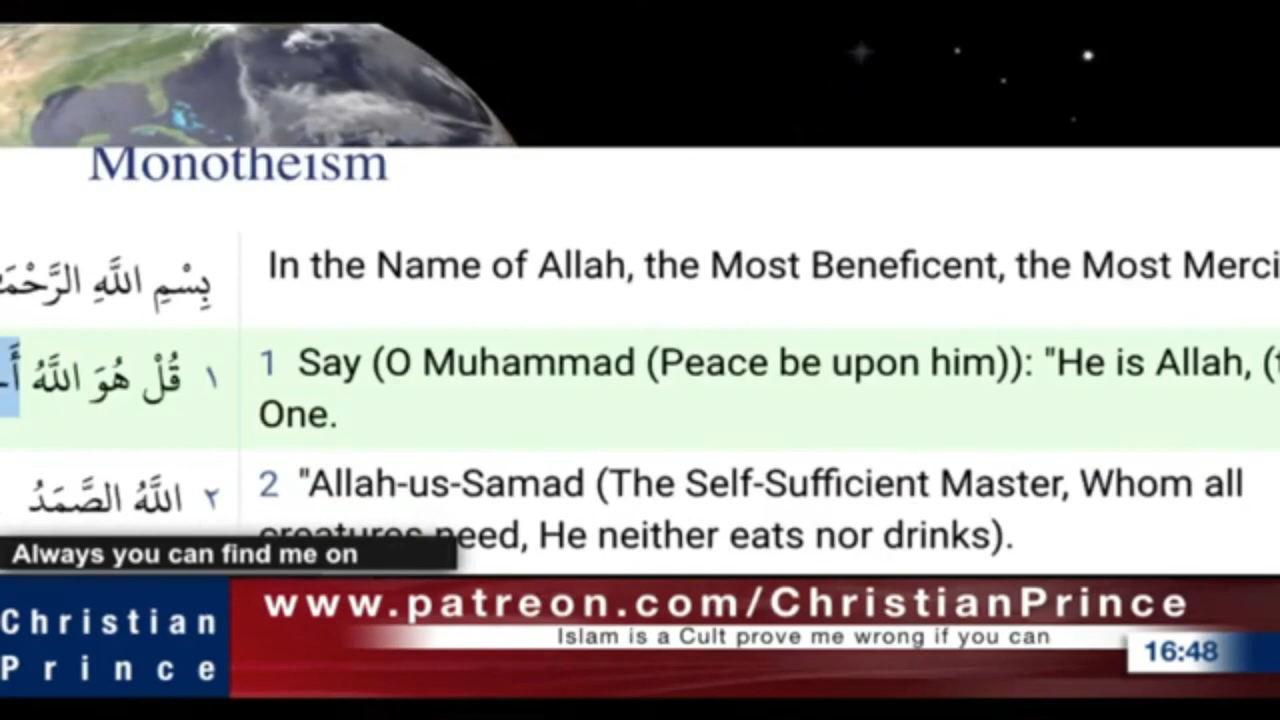 Monotheism
بِسْمِ اللَّهِ
In the Name of Allah, the Most Beneficent, the Most
١ قُلْ هُوَ اللَّهُ
1 Say (O Muhammad (Peace be upon him)): "He is Allah,
One.
٢ اللَّهُ الصَّمَدُ
2 "Allah-us-Samad (The Self-Sufficient Master, Whom all
creatures need, He neither eats nor drinks).
Always you can find me on
Christian
Prince
www.patreon.com/ChristianPrince
Islam is a Cult prove me wrong if you can
16:48